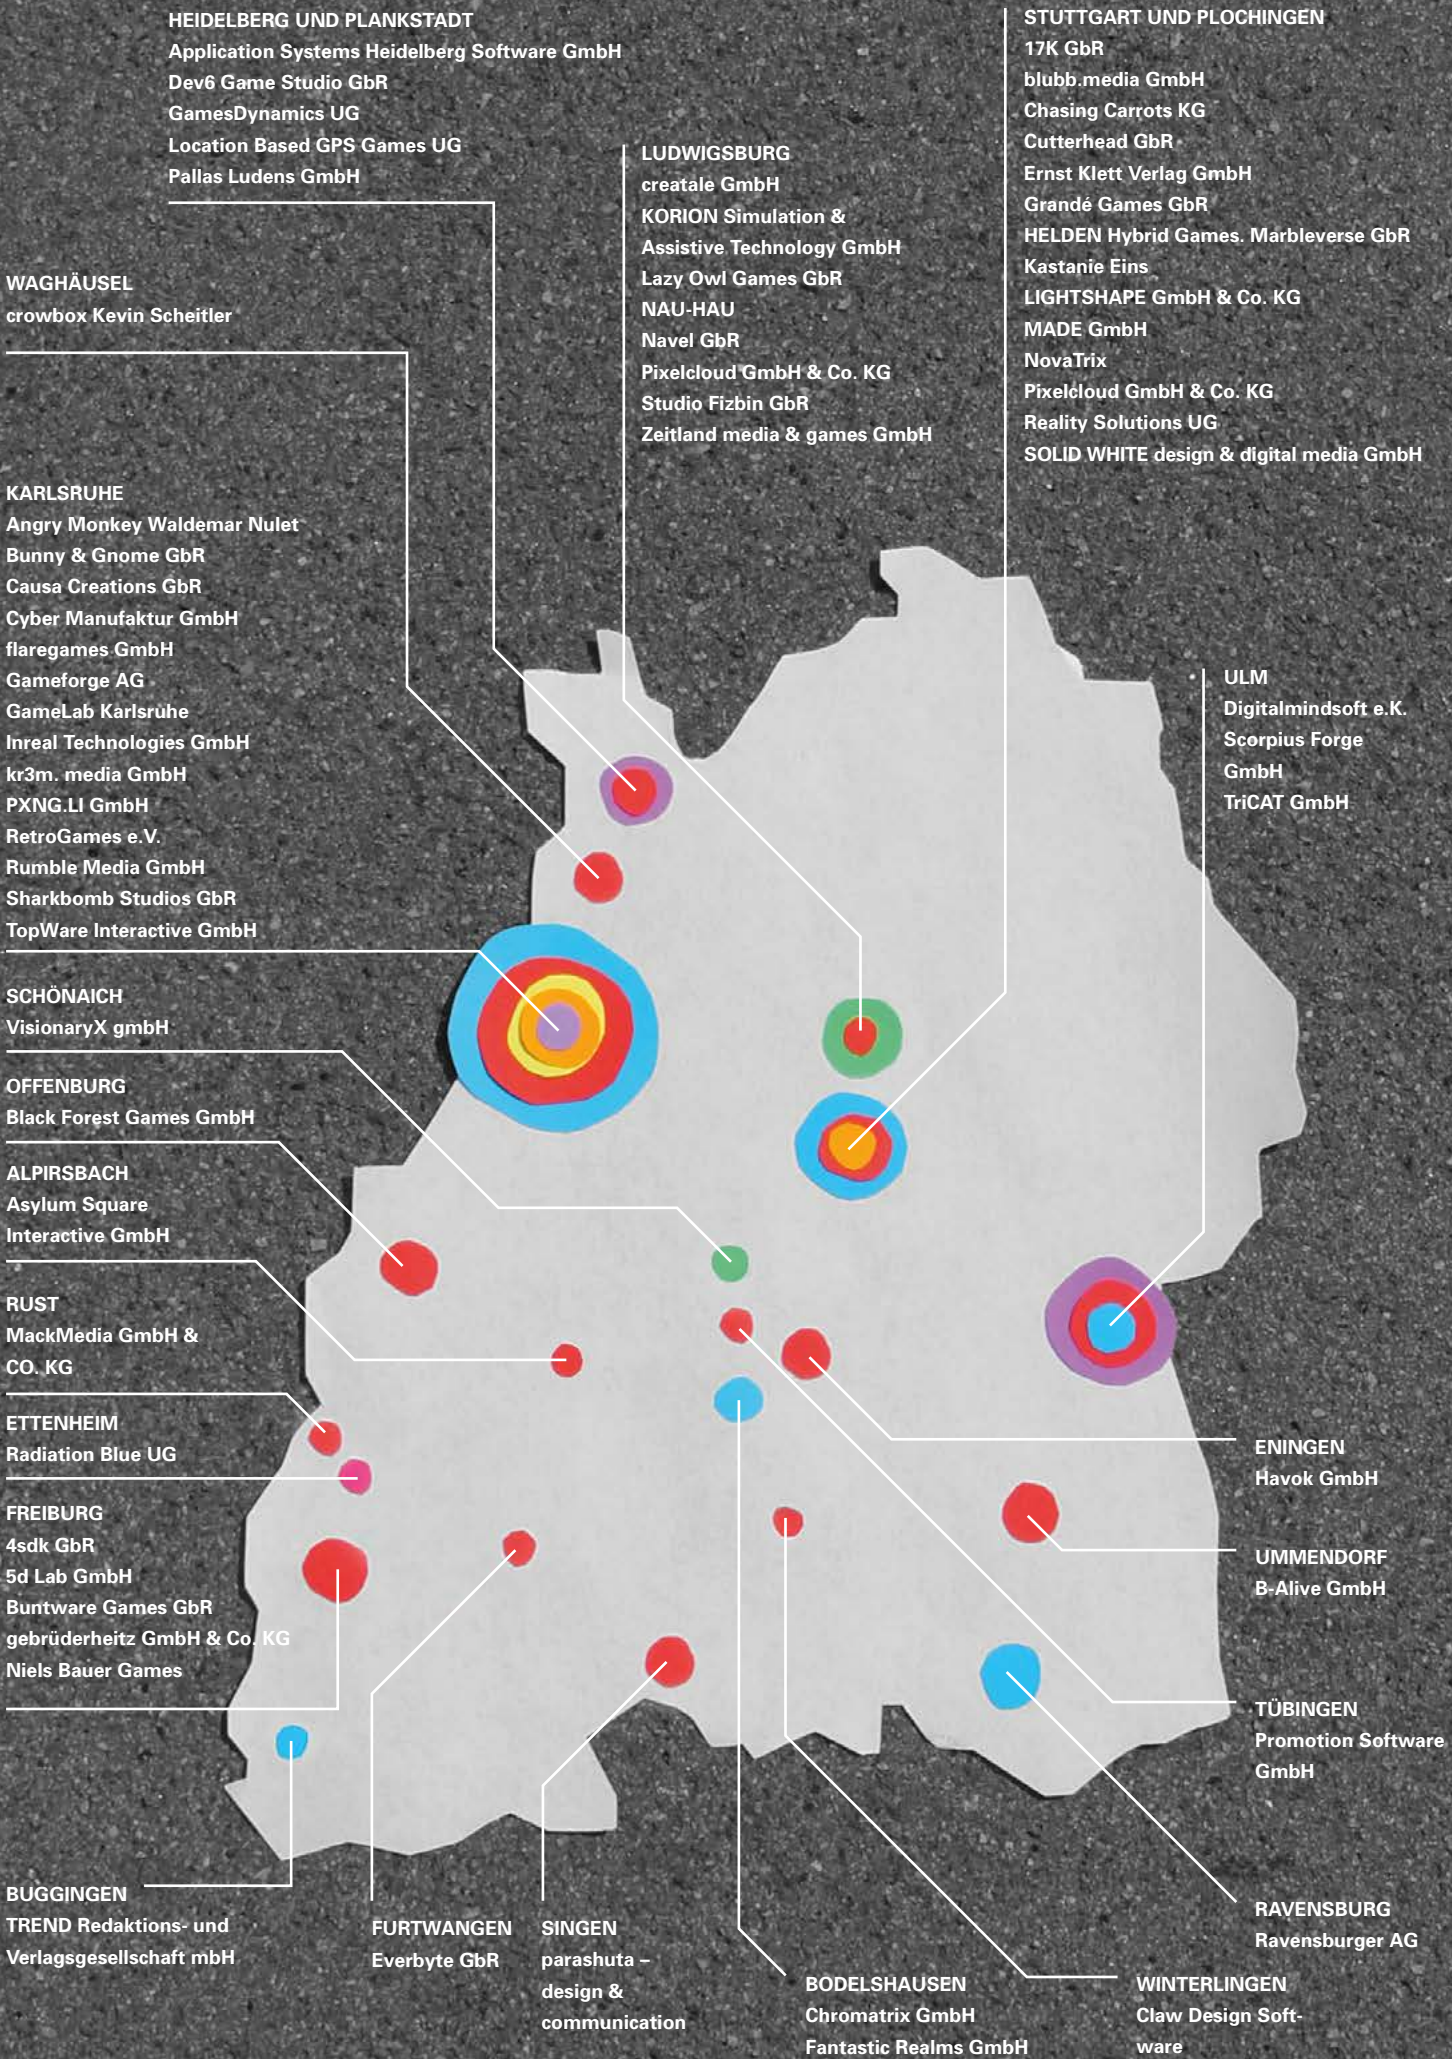 HEIDELBERG UND PLANKSTADT
Application Systems Heidelberg Software GmbH
Dev6 Game Studio GbR
GamesDynamics UG
Location Based GPS Games UG
Pallas Ludens GmbH
STUTTGART UND PLOCHINGEN
17K GbR
blubb.media GmbH
Chasing Carrots KG
Cutterhead GbR
Ernst Klett Verlag GmbH
Grandé Games GbR
HELDEN Hybrid Games. Marbleverse GbR
Kastanie Eins
LIGHTSHAPE GmbH & Co. KG
MADE GmbH
NovaTrix
Pixelcloud GmbH & Co. KG
Reality Solutions UG
SOLID WHITE design & digital media GmbH
LUDWIGSBURG
creatale GmbH
KORION Simulation &
Assistive Technology GmbH
Lazy Owl Games GbR
NAU-HAU
Navel GbR
Pixelcloud GmbH & Co. KG
Studio Fizbin GbR
Zeitland media & games GmbH
WAGHÄUSEL
crowbox Kevin Scheitler
KARLSRUHE
Angry Monkey Waldemar Nulet
Bunny & Gnome GbR
Causa Creations GbR
Cyber Manufaktur GmbH
flaregames GmbH
Gameforge AG
GameLab Karlsruhe
Inreal Technologies GmbH
kr3m. media GmbH
PXNG.LI GmbH
RetroGames e.V.
Rumble Media GmbH
Sharkbomb Studios GbR
TopWare Interactive GmbH
ULM
Digitalmindsoft e.K.
Scorpius Forge
GmbH
TriCAT GmbH
SCHÖNAICH
VisionaryX gmbH
OFFENBURG
Black Forest Games GmbH
ALPIRSBACH
Asylum Square
Interactive GmbH
RUST
MackMedia GmbH &
CO. KG
ETTENHEIM
Radiation Blue UG
FREIBURG
4sdk GbR
5d Lab GmbH
Buntware Games GbR
gebrüderheitz GmbH & Co. KG
Niels Bauer Games
ENINGEN
Havok GmbH
UMMENDORF
B-Alive GmbH
TÜBINGEN
Promotion Software
GmbH
BUGGINGEN
TREND Redaktions- und
Verlagsgesellschaft mbH
FURTWANGEN
Everbyte GbR
SINGEN
parashuta –
design &
communication
BODELSHAUSEN
Chromatrix GmbH
Fantastic Realms GmbH
RAVENSBURG
Ravensburger AG
WINTERLINGEN
Claw Design Soft-
ware